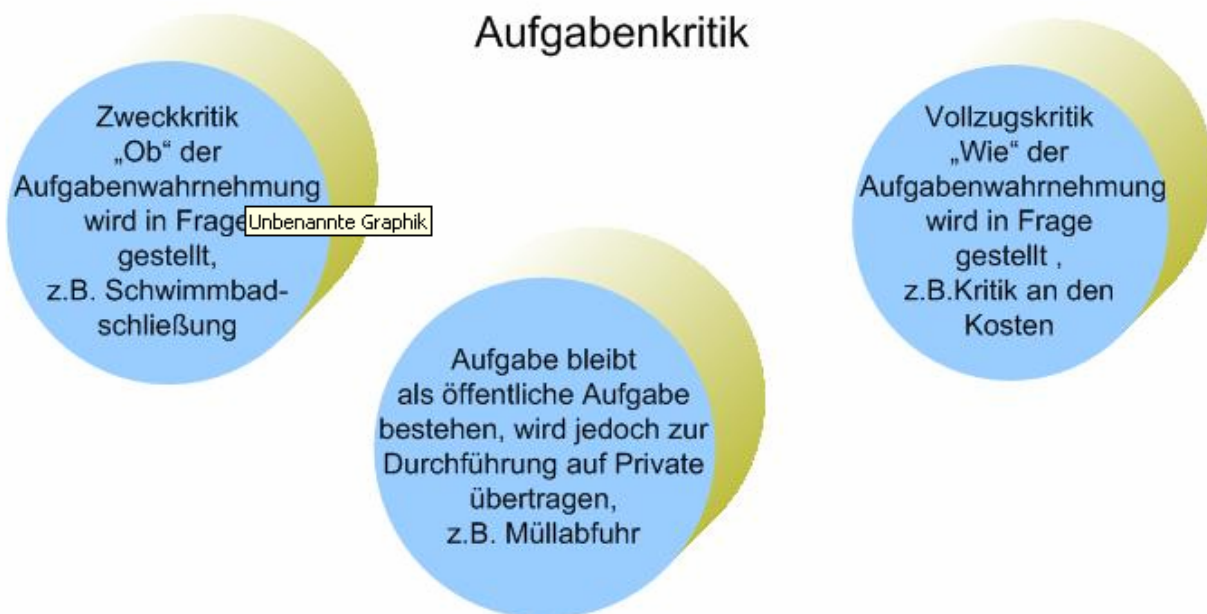 Aufgabenkritik
Zweckkritik
„Ob“ der
Aufgabenwahrnehmung
wird in Frage
gestellt,
z.B. Schwimmbad-
schließung
Unbenannte Graphik
Aufgabe bleibt
als öffentliche Aufgabe
bestehen, wird jedoch zur
Durchführung auf Private
übertragen,
z.B. Müllabfuhr
Vollzugskritik
„Wie“ der
Aufgabenwahrnehmung
wird in Frage
gestellt ,
z.B.Kritik an den
Kosten